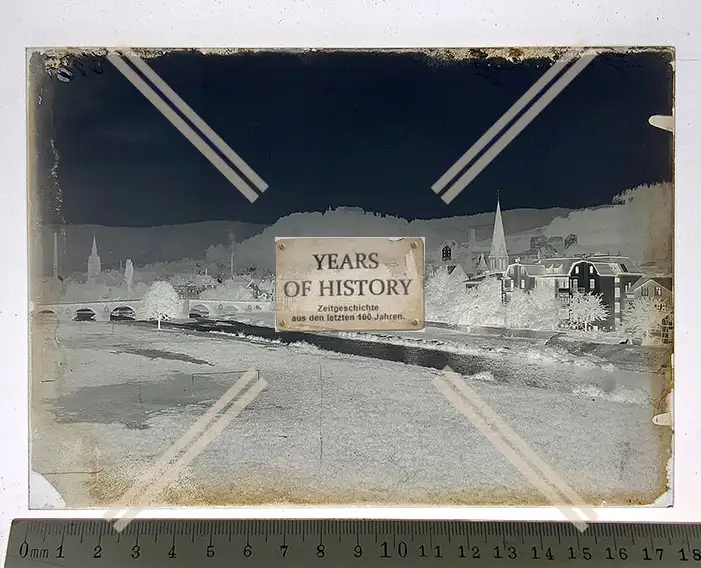 YEARS
OF HISTORY
Zeitgeschichte
aus den letzten 100 Jahren.
0mm 1 2 3 4 5 6 7 8 9 10 11 12 13 14 15 16 17 18